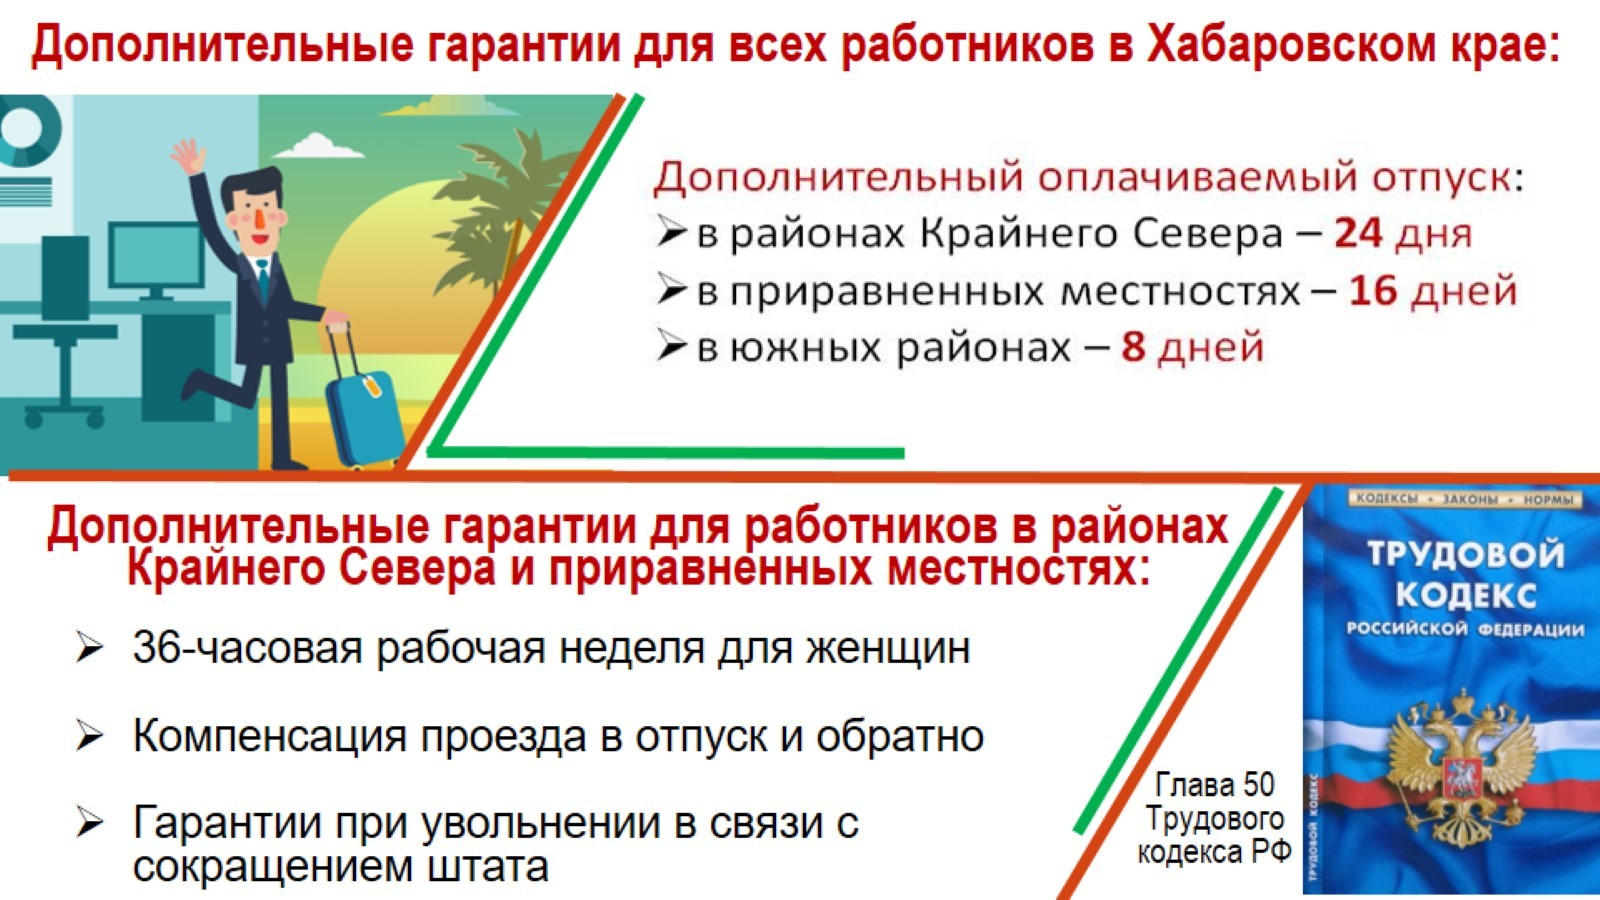 Дополнительные гарантии для всех работников в Хабаровском крае:
Дополнительный оплачиваемый отпуск:
в районах Крайнего Севера – 24 дня
в приравненных местностях – 16 дней
в южных районах – 8 дней
Дополнительные гарантии для работников в районах
Крайнего Севера и приравненных местностях:
36-часовая рабочая неделя для женщин
Компенсация проезда в отпуск и обратно
Гарантии при увольнении в связи с
сокращением штата
Глава 50
Трудового
кодекса РФ
КОДЕКСЫ • ЗАКОНЫ • НОРМЫ
ТРУДОВОЙ
КОДЕКС
РОССИЙСКОЙ ФЕДЕРАЦИИ
ТРУДОВОЙ КОДЕКС